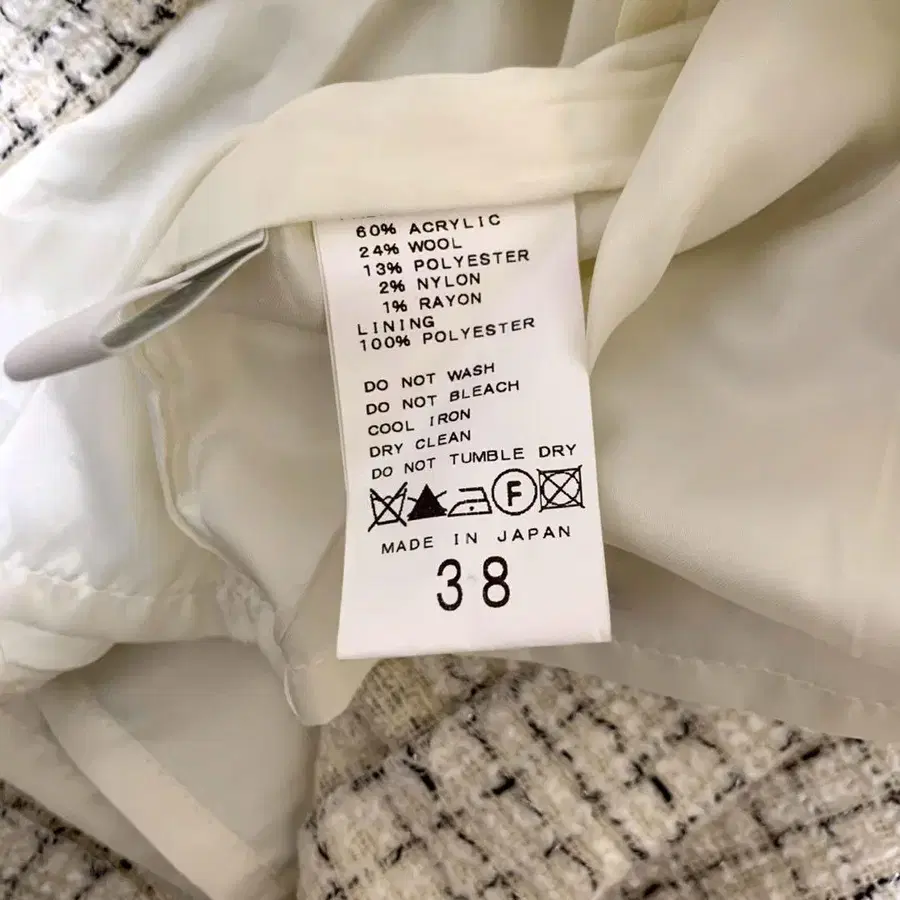 60% ACRYLIC
24% WOOL
13% POLYESTER
2% NYLON
1% RAYON
LINING
100% POLYESTER
DO NOT WASH
DO NOT BLEACH
COOL IRON
DRY CLEAN
DO NOT TUMBLE DRY
F
MADE IN JAPAN
38